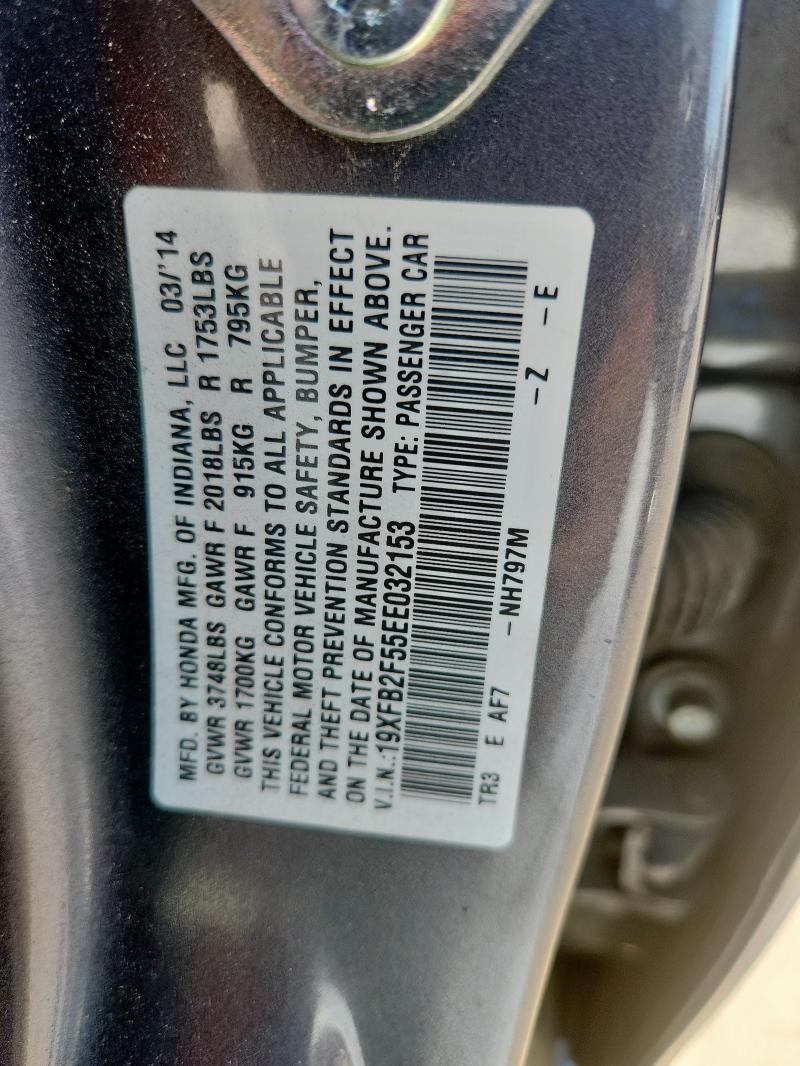 MFD. BY HONDA MFG. OF INDIANA, LLC 03/'14
GVWR 3748LBS GAWR F 2018LBS R 1753LBS
GVWR 1700KG GAWR F 915KG R 795KG
THIS VEHICLE CONFORMS TO ALL APPLICABLE
FEDERAL MOTOR VEHICLE SAFETY, BUMPER,
AND THEFT PREVENTION STANDARDS IN EFFECT
ON THE DATE OF MANUFACTURE SHOWN ABOVE.
V.I.N.:19XFB2F55EE032153 TYPE: PASSENGER CAR
TR3 E AF7 -NH797M -Z -E